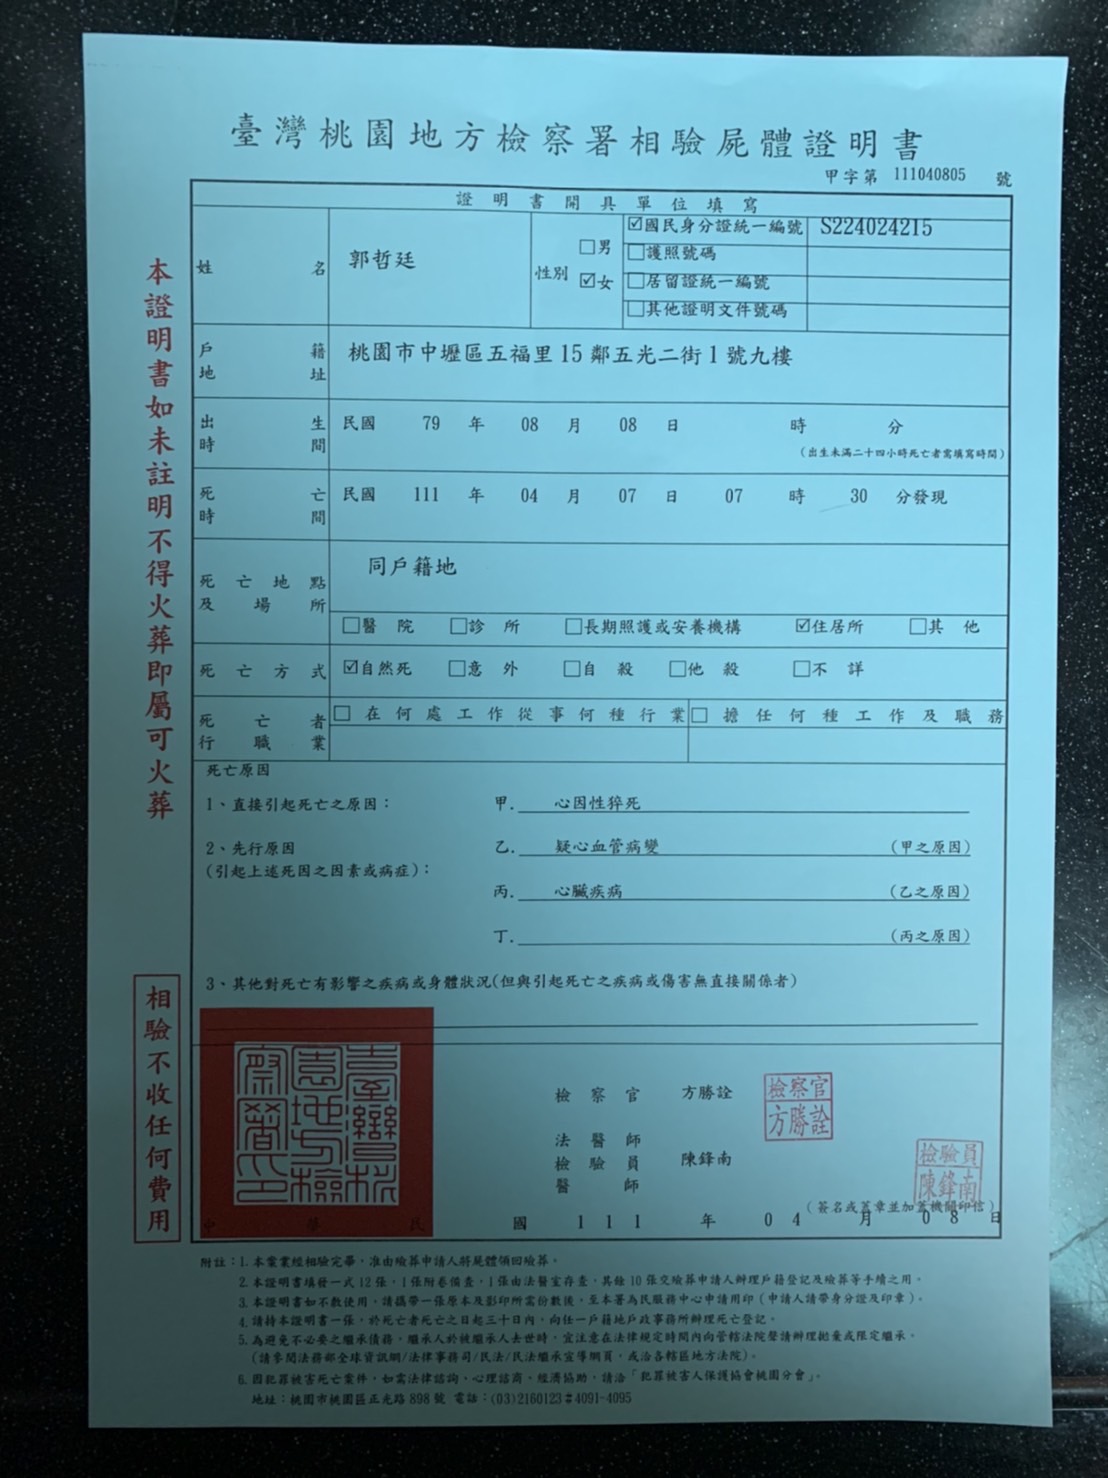 臺灣桃園地方檢察署相驗屍體證明書
甲字第 111040805 號
證明書開具單位填寫
姓名 郭哲廷
性別 □男 ☑女
☑國民身分證統一編號 S224024215
□護照號碼
□居留證統一編號
□其他證明文件號碼
戶籍地址 桃園市中壢區五福里15鄰五光二街1號九樓
出生時間 民國 79 年 08 月 08 日 時 分
(出生未滿二十四小時死亡者需填寫時間)
死亡時間 民國 111 年 04 月 07 日 07 時 30 分發現
死亡地點及場所 同戶籍地
□醫院 □診所 □長期照護或安養機構 ☑住居所 □其他
死亡方式 ☑自然死 □意外 □自殺 □他殺 □不詳
死亡者行職業 □在何處工作從事何種行業 □擔任何種工作及職務
死亡原因
1、直接引起死亡之原因: 甲. 心因性猝死
2、先行原因 乙. 疑心血管病變 (甲之原因)
(引起上述死因之因素或病症):
丙. 心臟疾病 (乙之原因)
丁. (丙之原因)
3、其他對死亡有影響之疾病或身體狀況(但與引起死亡之疾病或傷害無直接關係者)
臺灣桃園地方檢察署印
檢察官 方勝詮
檢察官
方勝詮
法醫師
檢驗員 陳鋒南
醫師
檢驗員
陳鋒南
(簽名或蓋章並加蓋機關印信)
中華民國 111 年 04 月 08 日
附註:1. 本業業經相驗完畢,准由殮葬申請人將屍體領回殮葬。
2. 本證明書填發一式12張,1張附卷備查,1張由法醫室存查,其餘10張交殮葬申請人辦理戶籍登記及殮葬等手續之用。
3. 本證明書如不敷使用,請攜帶一張原本及影印所需份數後,至本署為民服務中心申請用印(申請人請帶身分證及印章)。
4. 請持本證明書一張,於死亡者死亡之日起三十日內,向任一戶籍地戶政事務所辦理死亡登記。
5. 為避免不必要之繼承債務,繼承人於被繼承人去世時,宜注意在法律規定時間內向管轄法院聲請辦理拋棄或限定繼承。
(請參閱法務部全球資訊網/法律事務司/民法/民法繼承宣導網頁,或洽各轄區地方法院)。
6. 因犯罪被害死亡案件,如需法律諮詢,心理諮商,經濟協助,請洽「犯罪被害人保護協會桃園分會」。
地址:桃園市桃園區正光路898號 電話:(03)2160123#4091-4095
本證明書如未註明不得火葬即屬可火葬
相驗不收任何費用